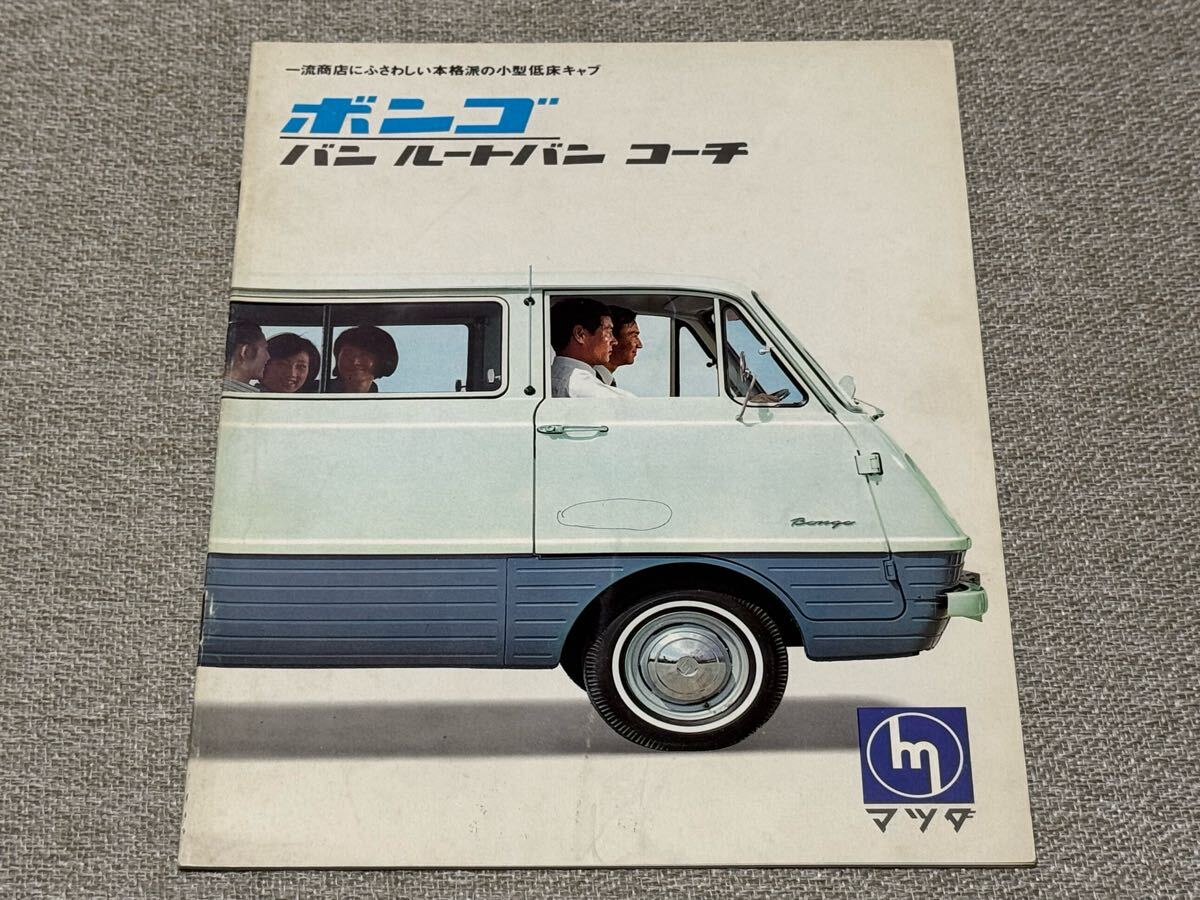 一流商店にふさわしい本格派の小型低床キャブ
ボンゴ
バン ルートバン コーチ
Bongo
m
マツダ